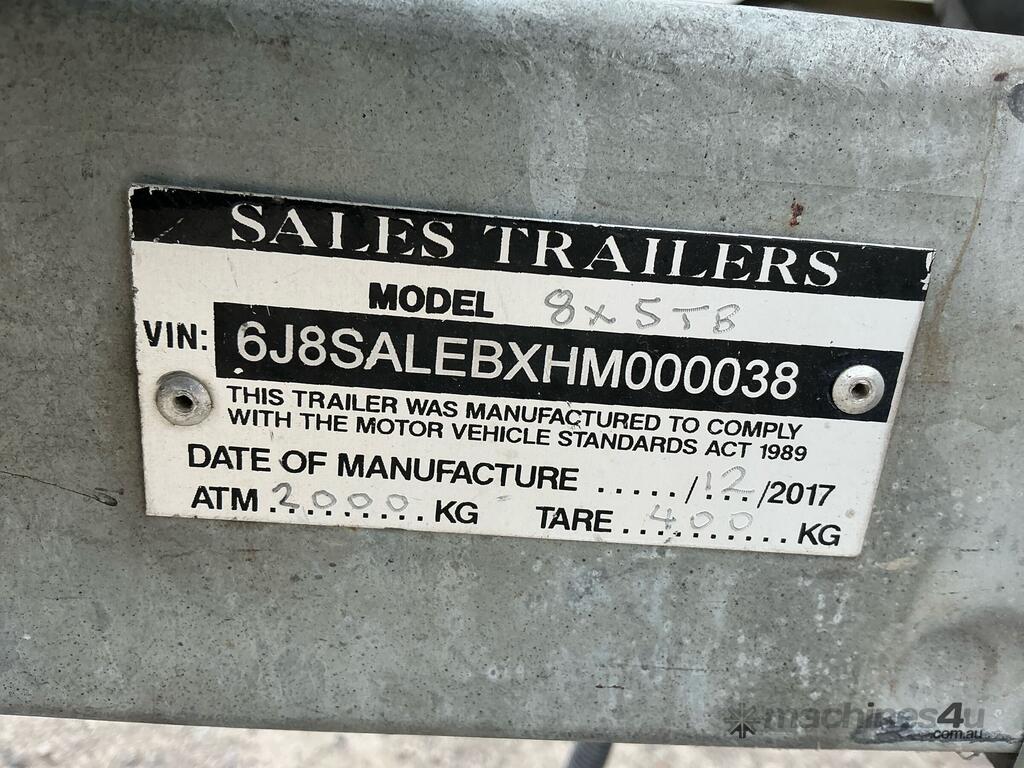 SALES TRAILERS
MODEL 8x5TB
VIN: 6J8SALEBXHM000038
THIS TRAILER WAS MANUFACTURED TO COMPLY
WITH THE MOTOR VEHICLE STANDARDS ACT 1989
DATE OF MANUFACTURE ...../12/2017
ATM 2000 KG TARE 400 KG
machines4u
.com.au